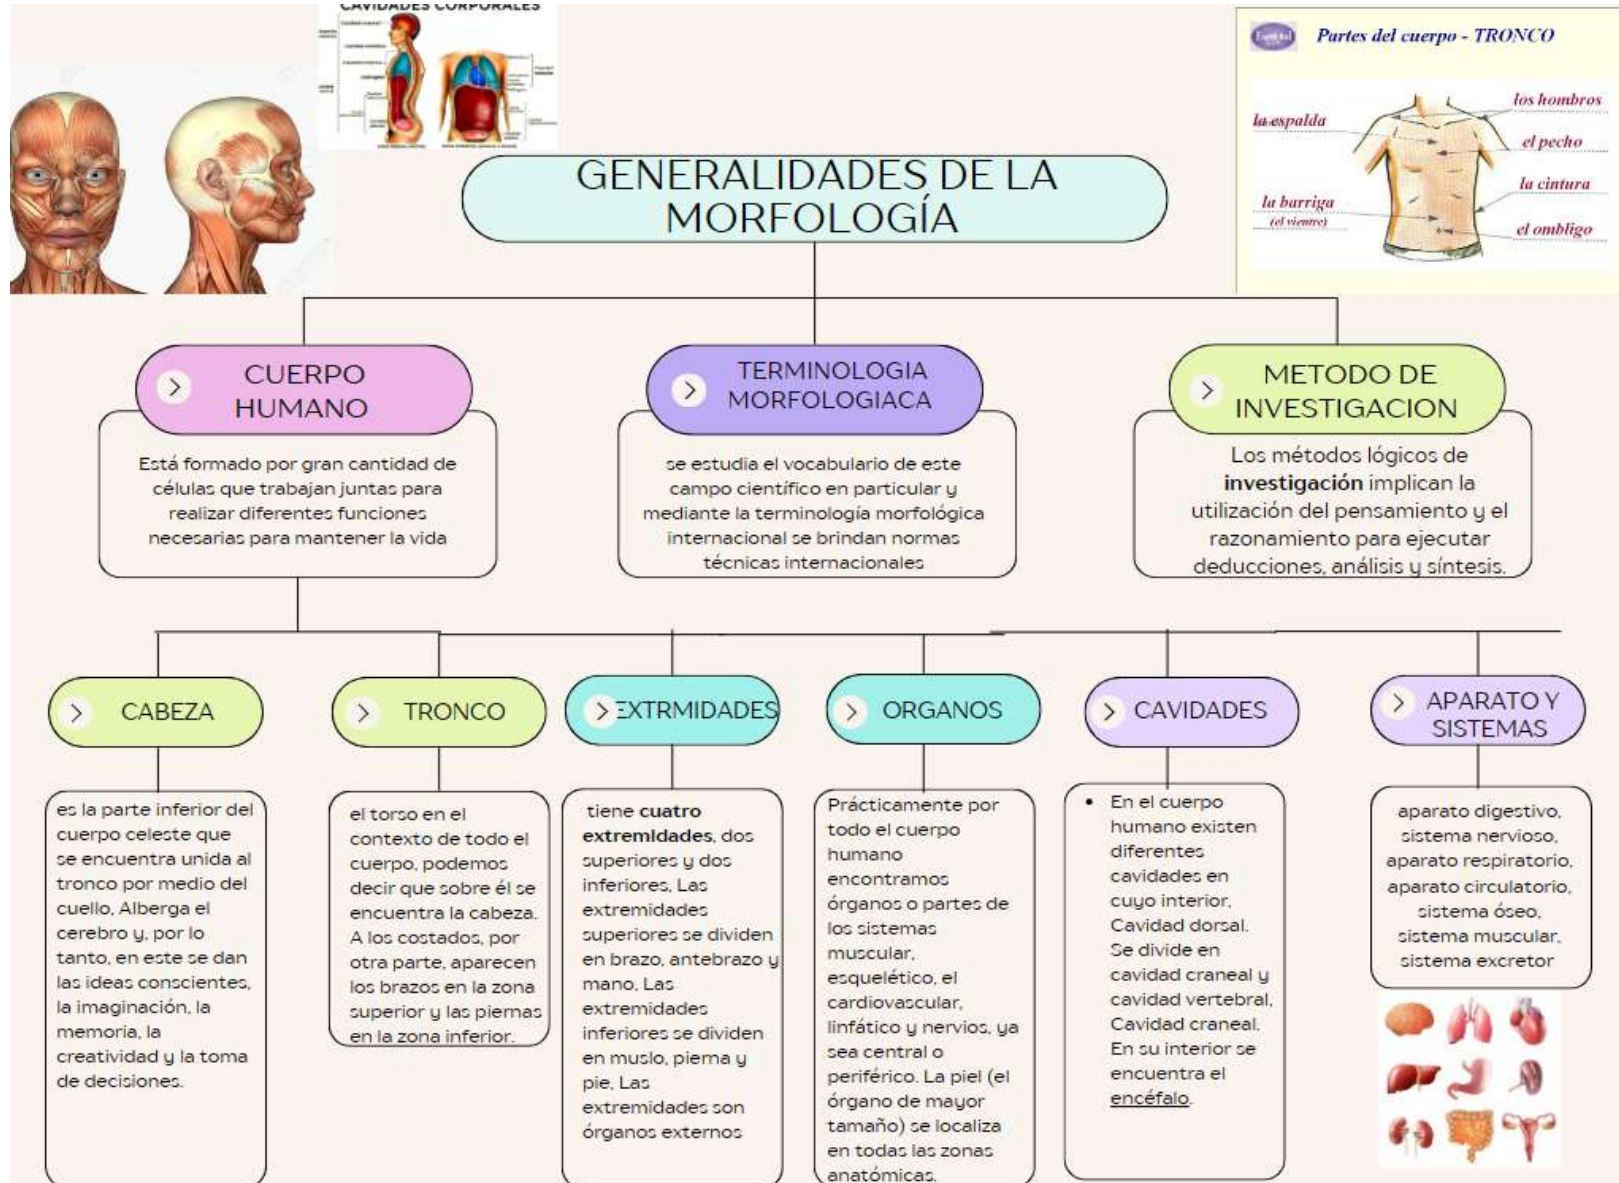 CAVIDADES CORPORALES
Partes del cuerpo - TRONCO
la espalda
los hombros
el pecho
la cintura
la barriga
(el vientre)
el ombligo
GENERALIDADES DE LA
MORFOLOGÍA
CUERPO
HUMANO
Está formado por gran cantidad de
células que trabajan juntas para
realizar diferentes funciones
necesarias para mantener la vida
TERMINOLOGIA
MORFOLOGIACA
se estudia el vocabulario de este
campo científico en particular y
mediante la terminología morfológica
internacional se brindan normas
técnicas internacionales
METODO DE
INVESTIGACION
Los métodos lógicos de
investigación implican la
utilización del pensamiento y el
razonamiento para ejecutar
deducciones, análisis y síntesis.
CABEZA
es la parte inferior del
cuerpo celeste que
se encuentra unida al
tronco por medio del
cuello, Alberga el
cerebro y, por lo
tanto, en este se dan
las ideas conscientes,
la imaginación, la
memoria, la
creatividad y la toma
de decisiones.
TRONCO
el torso en el
contexto de todo el
cuerpo, podemos
decir que sobre él se
encuentra la cabeza.
A los costados, por
otra parte, aparecen
los brazos en la zona
superior y las piernas
en la zona inferior.
EXTRMIDADES
tiene cuatro
extremidades, dos
superiores y dos
inferiores, Las
extremidades
superiores se dividen
en brazo, antebrazo y
mano, Las
extremidades
inferiores se dividen
en muslo, pierna y
pie, Las
extremidades son
órganos externos
ORGANOS
Prácticamente por
todo el cuerpo
humano
encontramos
órganos o partes de
los sistemas
muscular,
esquelético, el
cardiovascular,
linfático y nervios, ya
sea central o
periférico. La piel (el
órgano de mayor
tamaño) se localiza
en todas las zonas
anatómicas.
CAVIDADES
• En el cuerpo
humano existen
diferentes
cavidades en
cuyo interior,
Cavidad dorsal.
Se divide en
cavidad craneal y
cavidad vertebral,
Cavidad craneal.
En su interior se
encuentra el
encéfalo.
APARATO Y
SISTEMAS
aparato digestivo,
sistema nervioso,
aparato respiratorio,
aparato circulatorio,
sistema óseo,
sistema muscular,
sistema excretor